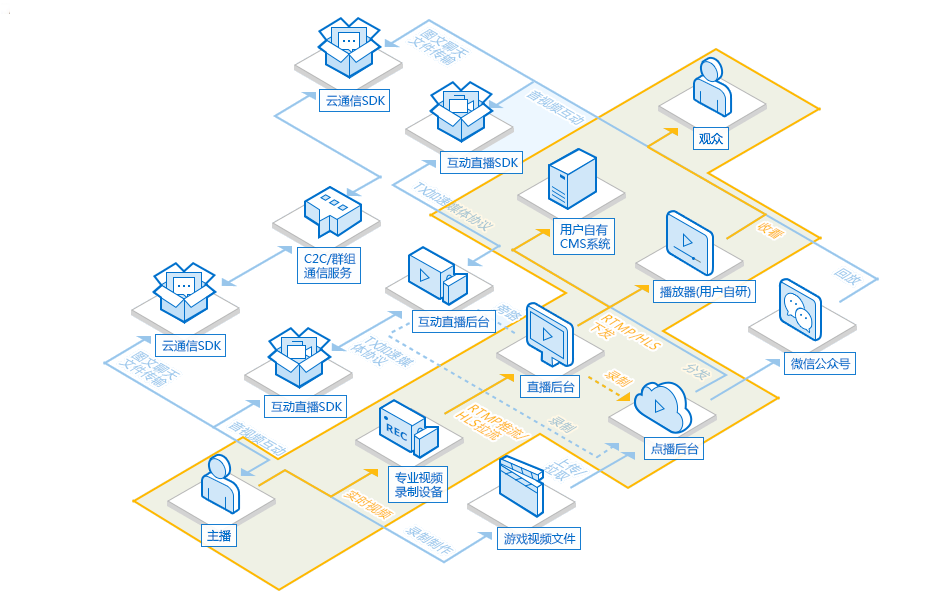 图文聊天
文件传输
云通信SDK
音视频互动
观众
互动直播SDK
TX加速媒体协议
用户自有
CMS系统
收看
C2C/群组
通信服务
回放
播放器(用户自研)
互动直播后台
旁路
RTMP/HLS
下发
云通信SDK
TX加速媒
体协议
图文聊天
文件传输
微信公众号
分发
直播后台
录制
互动直播SDK
RTMP推流/
HLS拉流
录制
音视频互动
REC
点播后台
上传/
拉取
专业视频
录制设备
实时视频
主播
录制制作
游戏视频文件